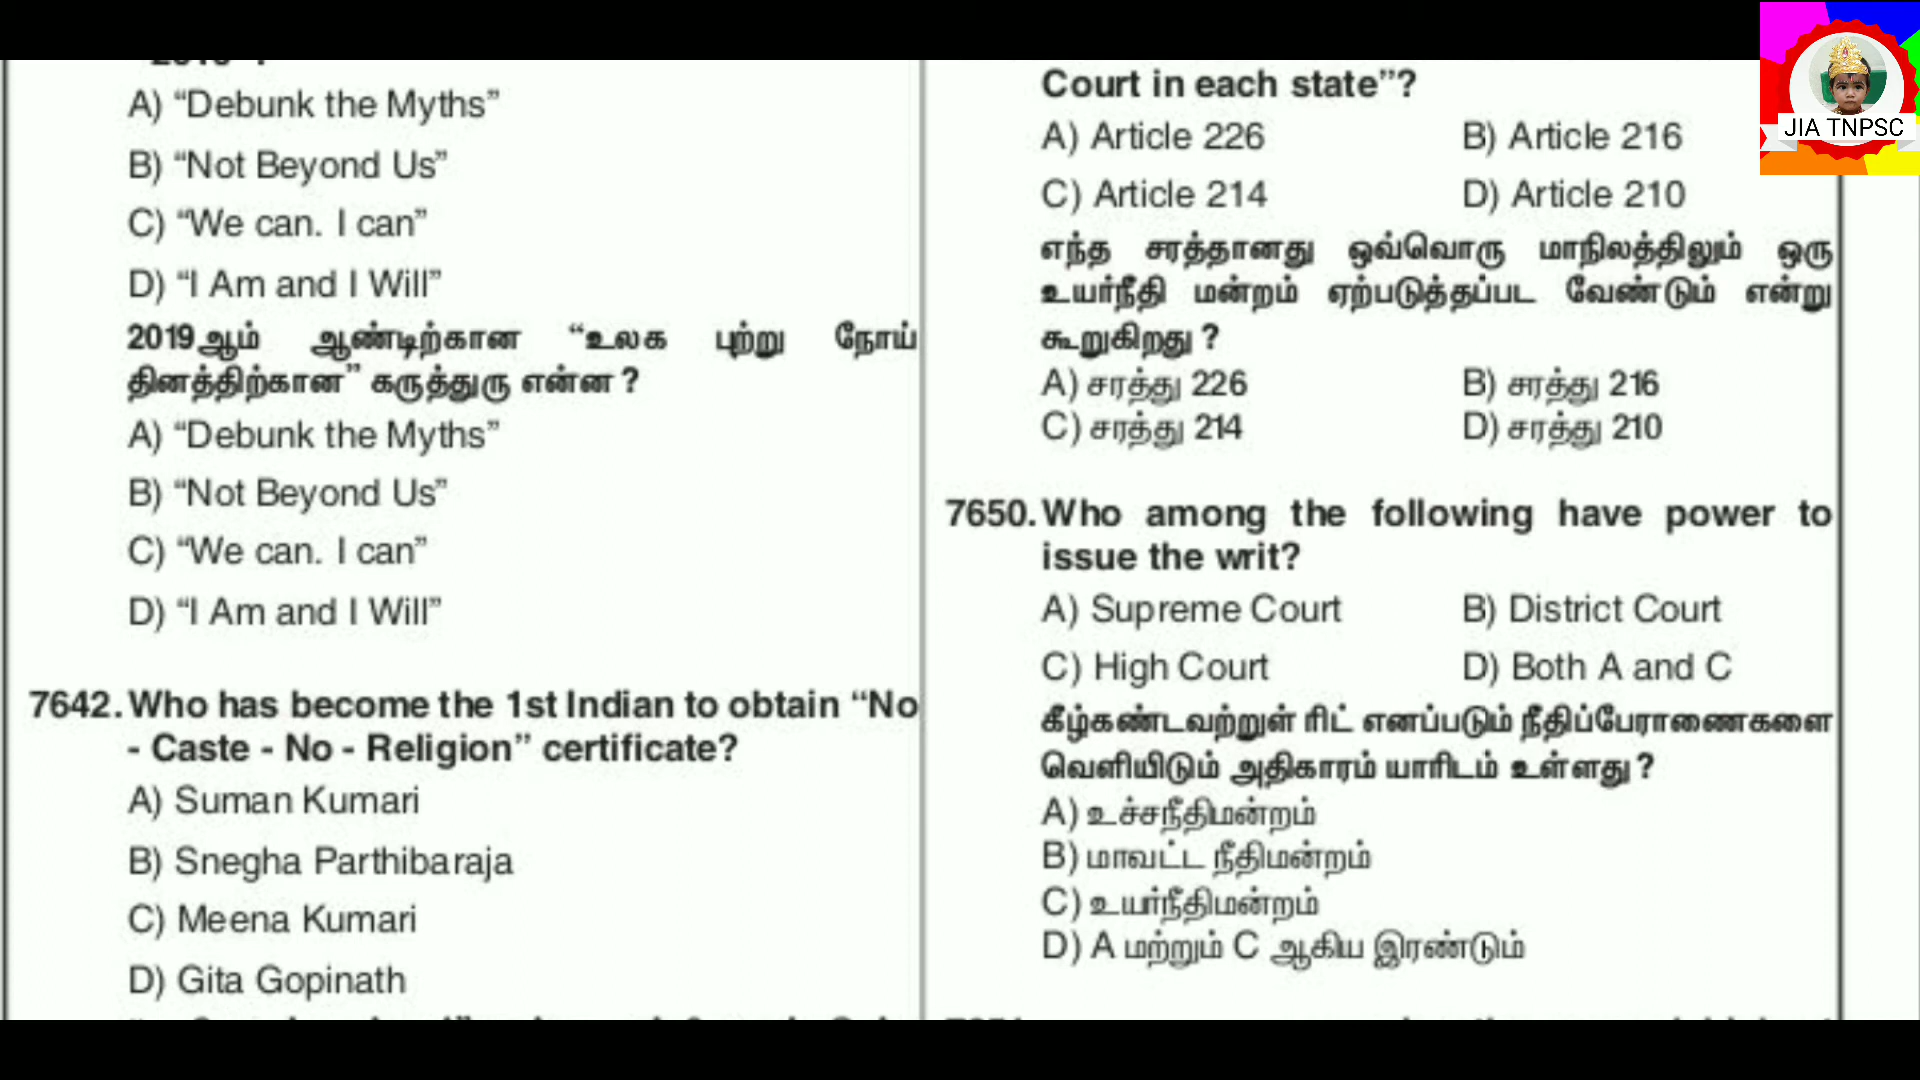 A) “Debunk the Myths”
B) “Not Beyond Us”
C) “We can. I can”
D) “I Am and I Will”
2019ஆம் ஆண்டிற்கான “உலக புற்று நோய்
தினத்திற்கான” கருத்துரு என்ன ?
A) “Debunk the Myths”
B) “Not Beyond Us”
C) “We can. I can”
D) “I Am and I Will”
7642. Who has become the 1st Indian to obtain “No
- Caste - No - Religion” certificate?
A) Suman Kumari
B) Snegha Parthibaraja
C) Meena Kumari
D) Gita Gopinath
Court in each state”?
A) Article 226 B) Article 216
C) Article 214 D) Article 210
எந்த சரத்தானது ஒவ்வொரு மாநிலத்திலும் ஒரு
உயர்நீதி மன்றம் ஏற்படுத்தப்பட வேண்டும் என்று
கூறுகிறது ?
A) சரத்து 226 B) சரத்து 216
C) சரத்து 214 D) சரத்து 210
7650. Who among the following have power to
issue the writ?
A) Supreme Court B) District Court
C) High Court D) Both A and C
கீழ்கண்டவற்றுள் ரிட் எனப்படும் நீதிப்பேராணைகளை
வெளியிடும் அதிகாரம் யாரிடம் உள்ளது ?
A) உச்சநீதிமன்றம்
B) மாவட்ட நீதிமன்றம்
C) உயர்நீதிமன்றம்
D) A மற்றும் C ஆகிய இரண்டும்
JIA TNPSC